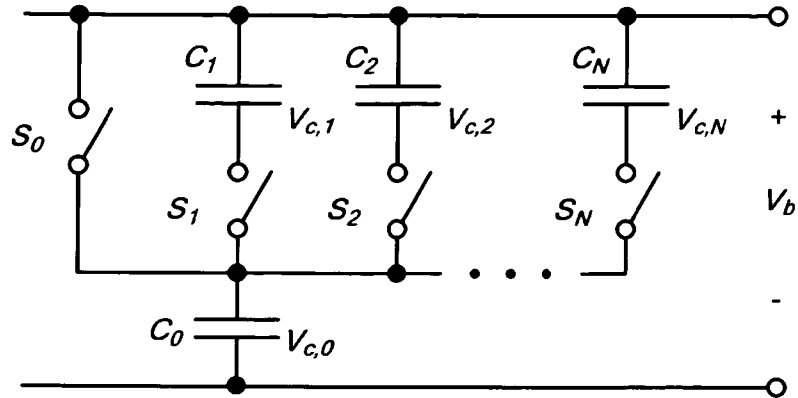 C1 C2 CN
Vc,1 Vc,2 Vc,N +
S0
S1 S2 SN Vb
C0 Vc,0 -